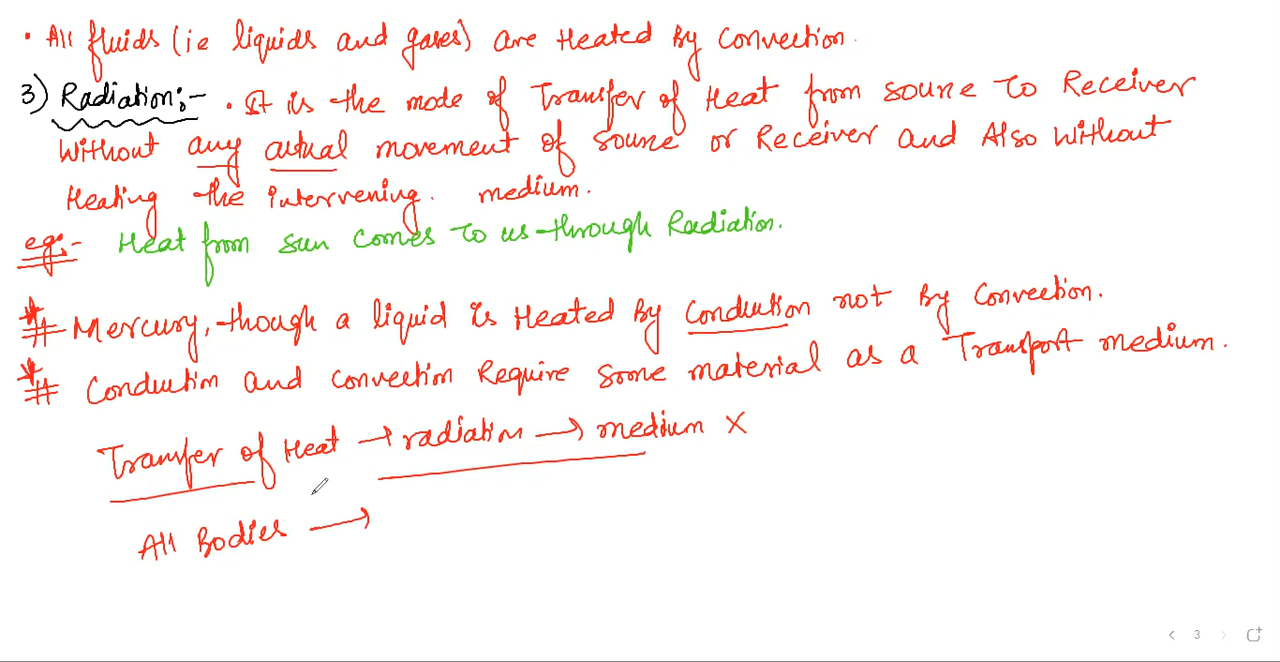 • All fluids (ie liquids and gases) are Heated By Convection.
3) Radiation:- • It is the mode of Transfer of Heat from source To Receiver
Without any actual movement of Source or Receiver and Also Without
Heating the intervening. medium.
eg:- Heat from sun comes To us through Radiation.
# Mercury, though a liquid is Heated By Conduction not By Convection.
# Conduction and convection Require some material as a Transport medium.
Transfer of Heat → radiation → medium X
All Bodies →
3